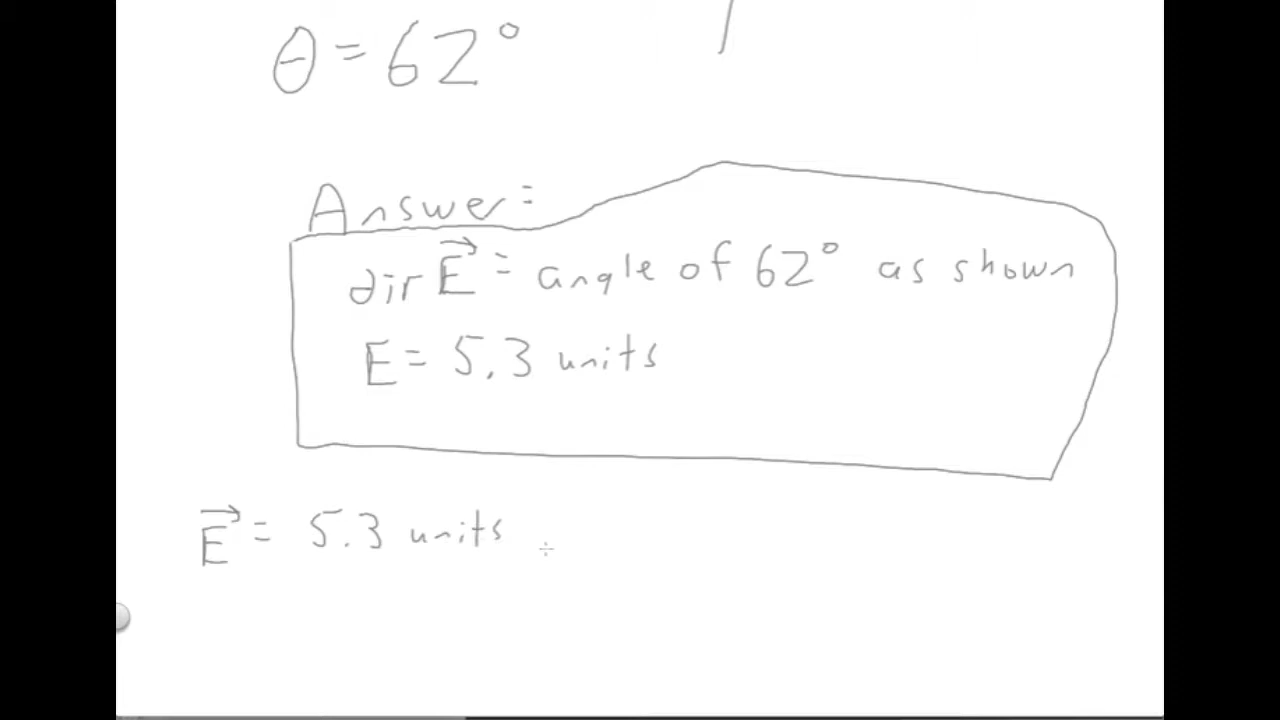 θ = 62°
Answer:
dir E⃗ = angle of 62° as shown
E = 5.3 units
E⃗ = 5.3 units